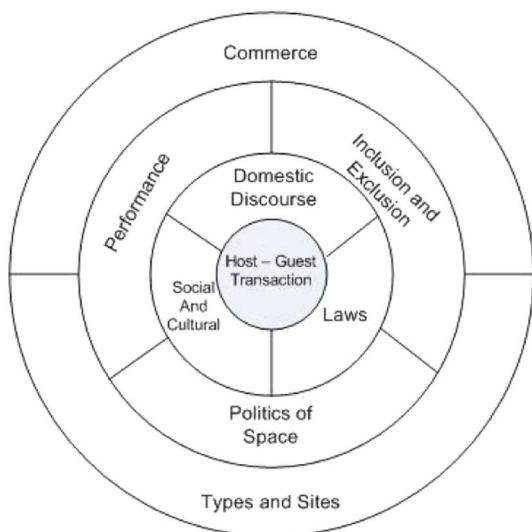 Commerce
Performance
Inclusion and
Exclusion
Domestic
Discourse
Host – Guest
Transaction
Social
And
Cultural
Laws
Politics of
Space
Types and Sites